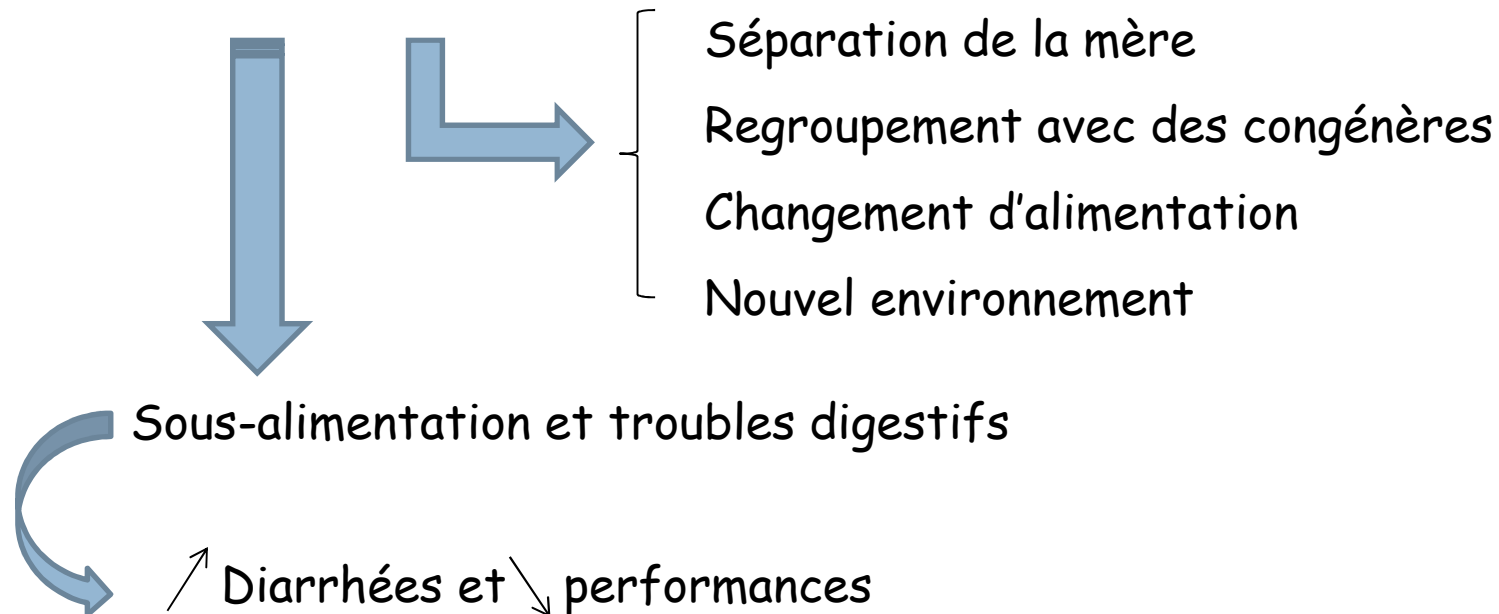 Séparation de la mère
Regroupement avec des congénères
Changement d’alimentation
Nouvel environnement
Sous-alimentation et troubles digestifs
Diarrhées et performances